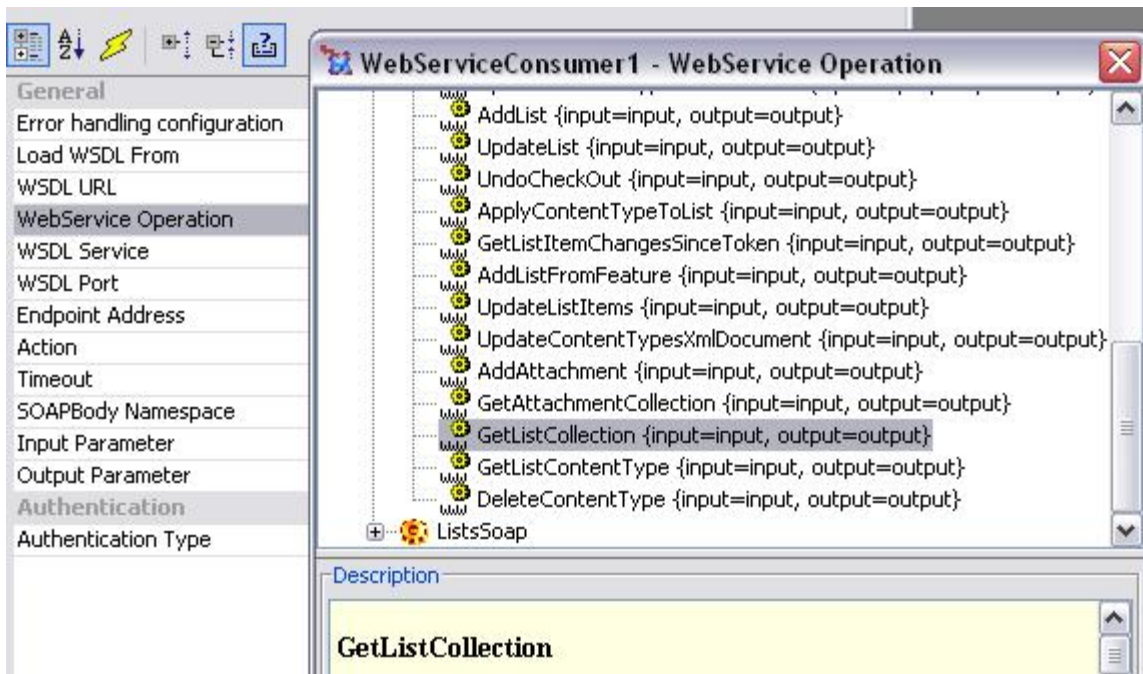 General
Error handling configuration
Load WSDL From
WSDL URL
WebService Operation
WSDL Service
WSDL Port
Endpoint Address
Action
Timeout
SOAPBody Namespace
Input Parameter
Output Parameter
Authentication
Authentication Type
WebServiceConsumer1 - WebService Operation
AddList {input=input, output=output}
UpdateList {input=input, output=output}
UndoCheckOut {input=input, output=output}
ApplyContentTypeToList {input=input, output=output}
GetListItemChangesSinceToken {input=input, output=output}
AddListFromFeature {input=input, output=output}
UpdateListItems {input=input, output=output}
UpdateContentTypesXmlDocument {input=input, output=output}
AddAttachment {input=input, output=output}
GetAttachmentCollection {input=input, output=output}
GetListCollection {input=input, output=output}
GetListContentType {input=input, output=output}
DeleteContentType {input=input, output=output}
ListsSoap
Description
GetListCollection